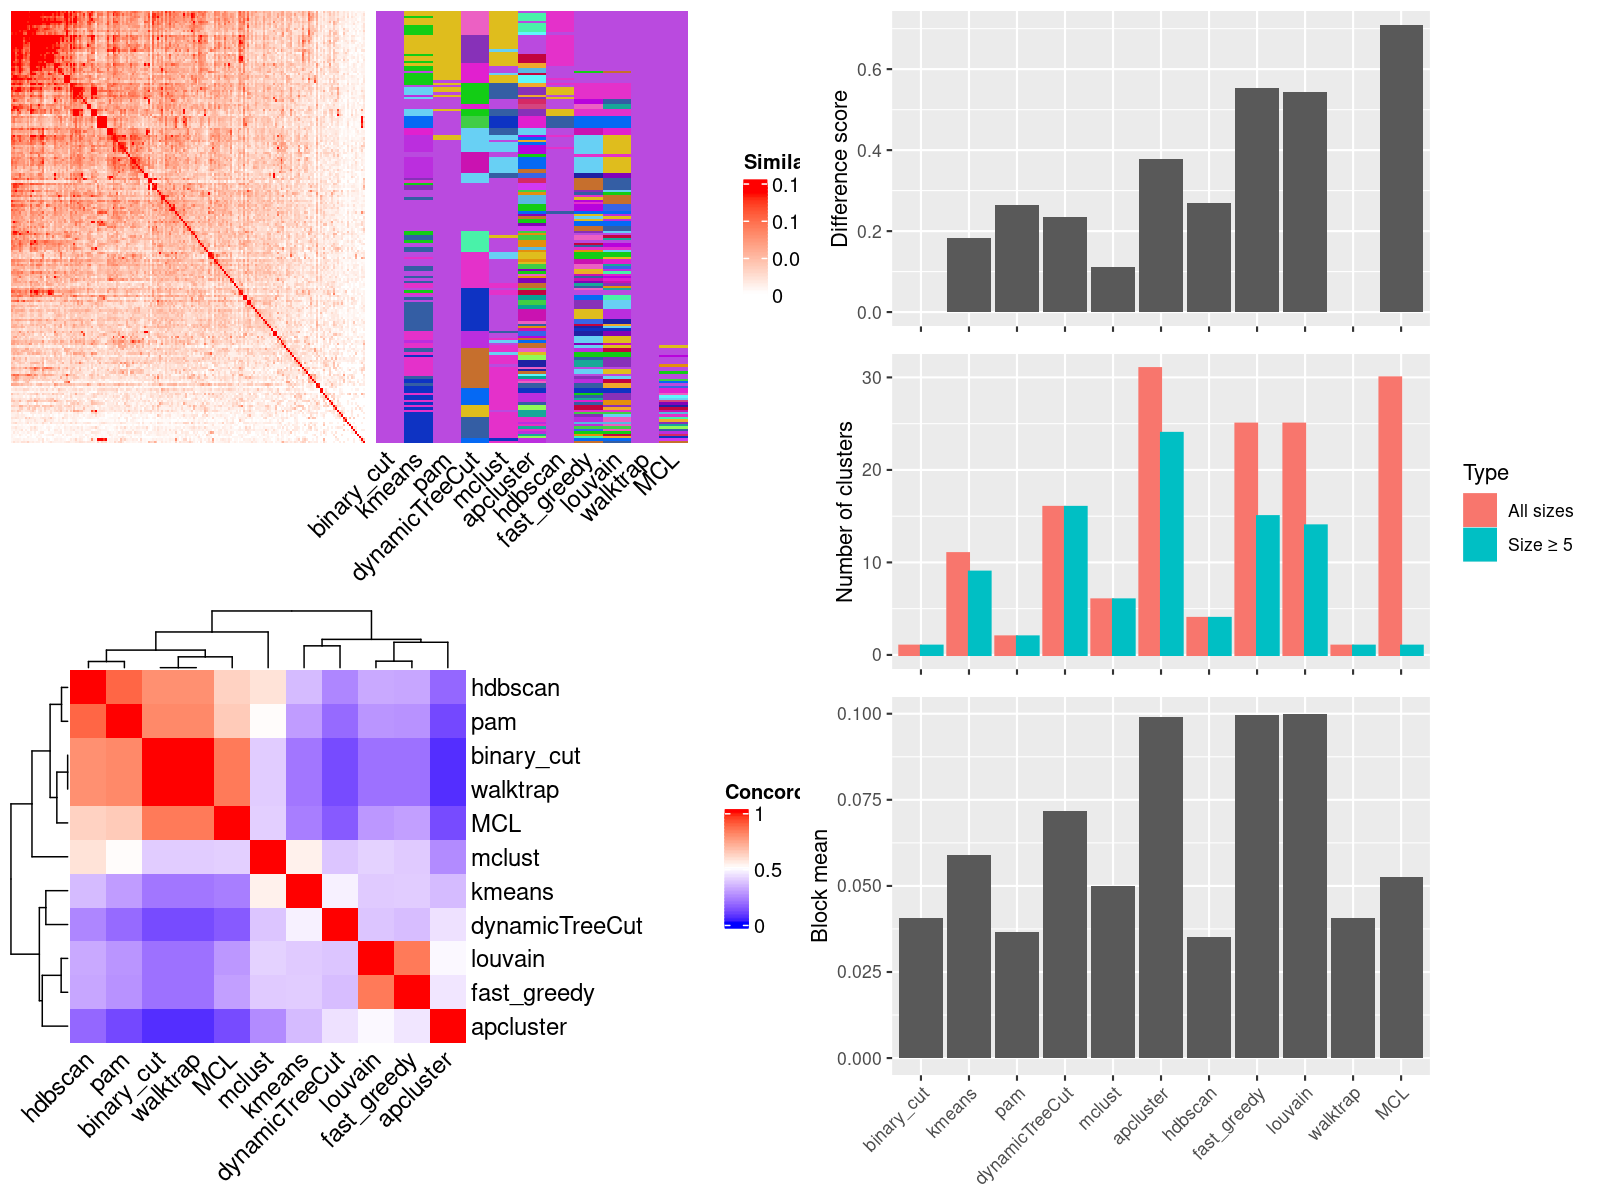 Simila
0.1
0.1
0.0
0
binary_cut
kmeans
pam
dynamicTreeCut
mclust
apcluster
hdbscan
fast_greedy
louvain
walktrap
MCL
hdbscan
pam
binary_cut
walktrap
MCL
mclust
kmeans
dynamicTreeCut
louvain
fast_greedy
apcluster
hdbscan
pam
binary_cut
walktrap
MCL
mclust
kmeans
dynamicTreeCut
louvain
fast_greedy
apcluster
Concord
1
0.5
0
Difference score
0.6
0.4
0.2
0.0
Number of clusters
30
20
10
0
Type
All sizes
Size ≥ 5
Block mean
0.100
0.075
0.050
0.025
0.000
binary_cut
kmeans
pam
dynamicTreeCut
mclust
apcluster
hdbscan
fast_greedy
louvain
walktrap
MCL